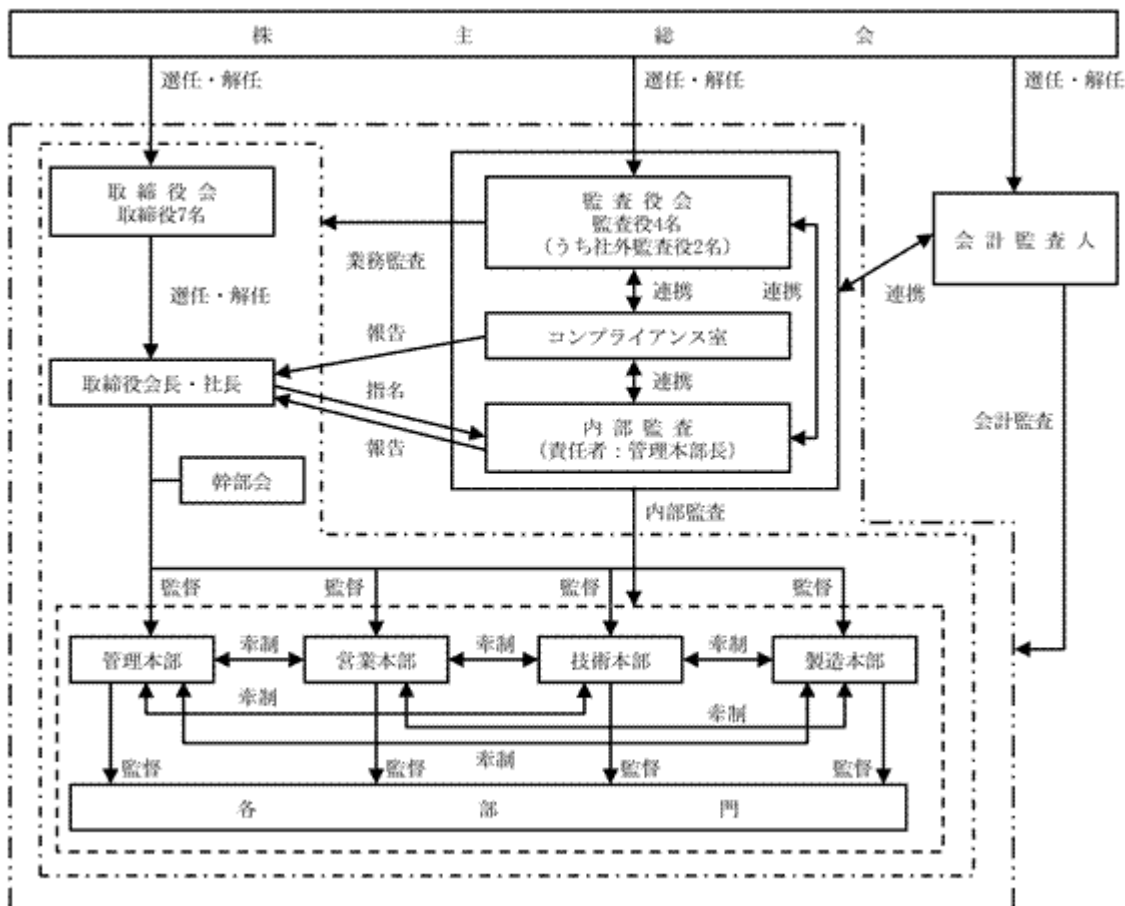 株主総会
選任・解任
選任・解任
選任・解任
取締役会
取締役7名
監査役会
監査役4名
(うち社外監査役2名)
会計監査人
業務監査
連携
連携
連携
選任・解任
報告
コンプライアンス室
取締役会長・社長
指名
連携
内部監査
(責任者:管理本部長)
報告
会計監査
幹部会
内部監査
監督
監督
監督
監督
管理本部
牽制
営業本部
牽制
技術本部
牽制
製造本部
牽制
牽制
牽制
監督
監督
監督
監督
各部門